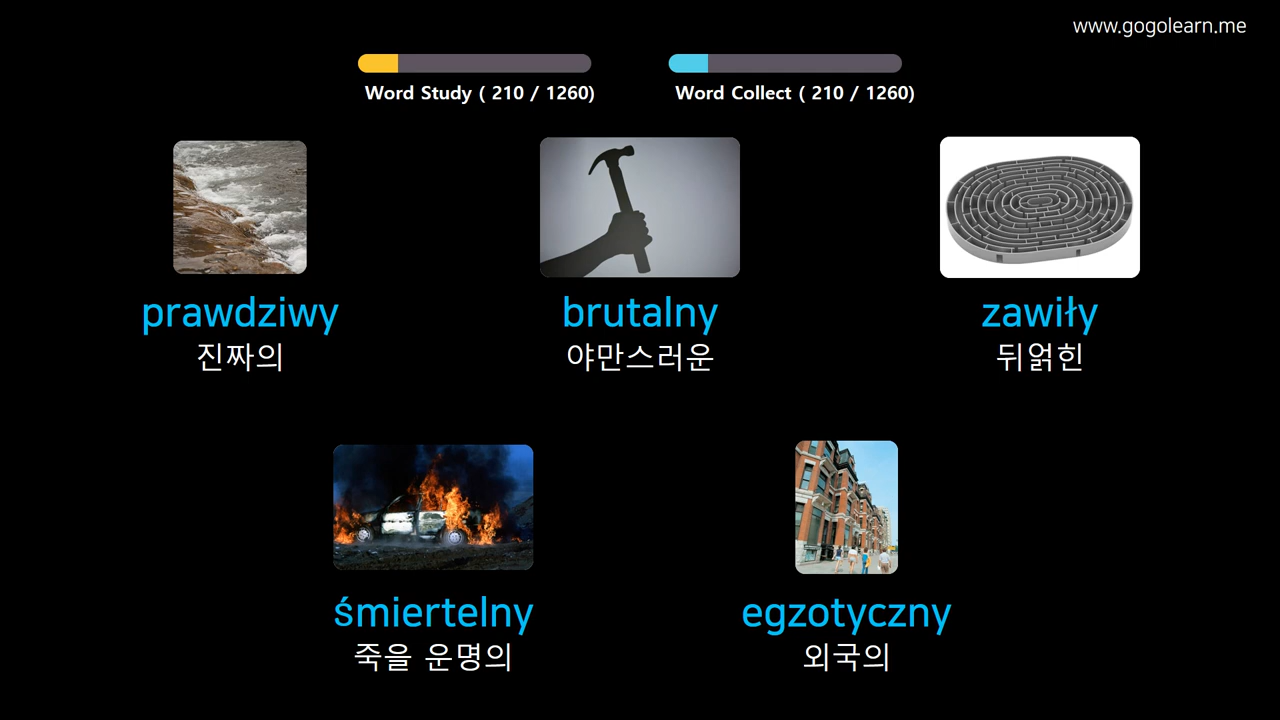 www.gogolearn.me
Word Study ( 210 / 1260)
Word Collect ( 210 / 1260)
prawdziwy
진짜의
brutalny
야만스러운
zawiły
뒤얽힌
śmiertelny
죽을 운명의
egzotyczny
외국의